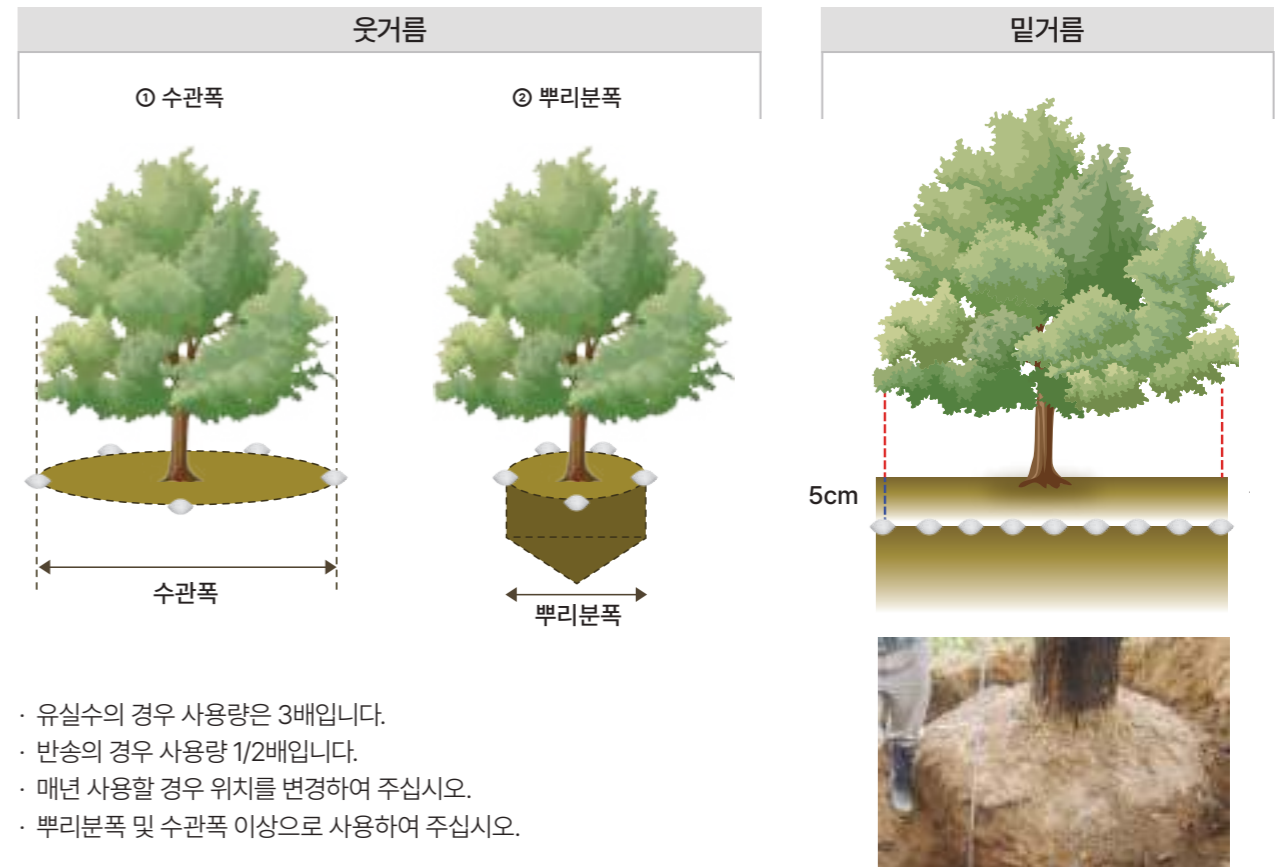 웃거름
밑거름
① 수관폭
② 뿌리분폭
5cm
수관폭
뿌리분폭
· 유실수의 경우 사용량은 3배입니다.
· 반송의 경우 사용량 1/2배입니다.
· 매년 사용할 경우 위치를 변경하여 주십시오.
· 뿌리분폭 및 수관폭 이상으로 사용하여 주십시오.